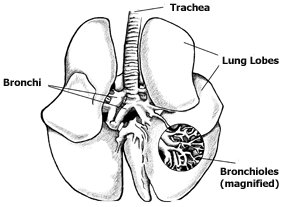 Trachea
Lung Lobes
Bronchi
Bronchioles
(magnified)